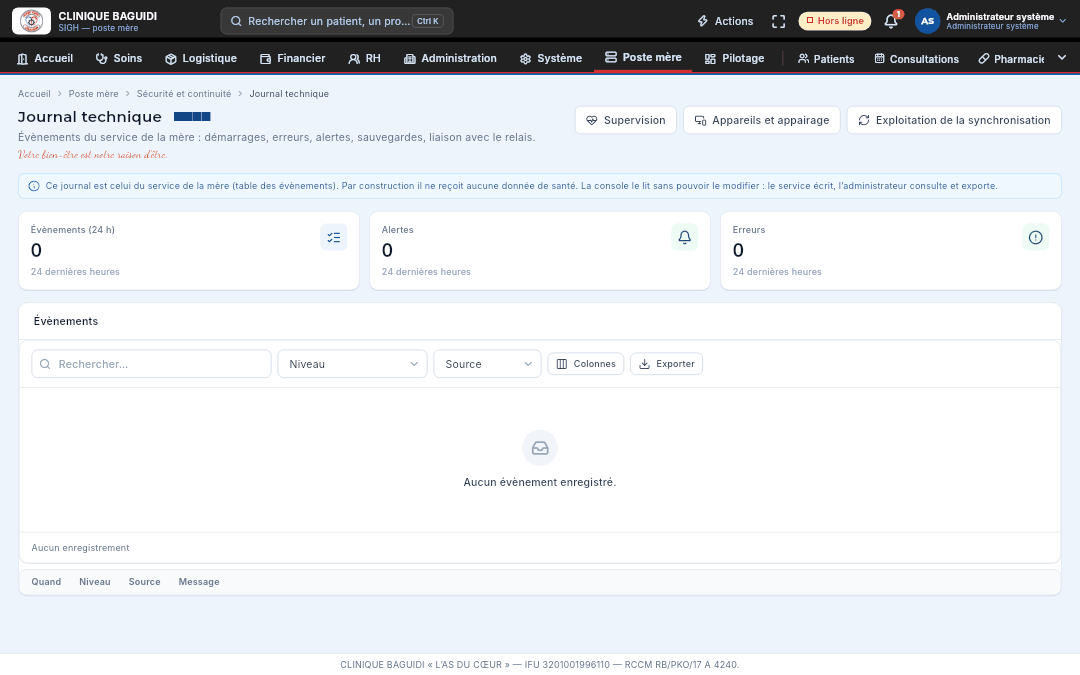 CLINIQUE BAGUIDI
SIGH — poste mère
Rechercher un patient, un pro... Ctrl K
Actions
Hors ligne
1
AS
Administrateur système
Administrateur système
Accueil
Soins
Logistique
Financier
RH
Administration
Système
Poste mère
Pilotage
Patients
Consultations
Pharmacie
Accueil > Poste mère > Sécurité et continuité > Journal technique
Journal technique
Évènements du service de la mère : démarrages, erreurs, alertes, sauvegardes, liaison avec le relais.
Votre bien-être est notre raison d'être.
Supervision
Appareils et appairage
Exploitation de la synchronisation
Ce journal est celui du service de la mère (table des évènements). Par construction il ne reçoit aucune donnée de santé. La console le lit sans pouvoir le modifier : le service écrit, l'administrateur consulte et exporte.
Évènements (24 h)
0
24 dernières heures
Alertes
0
24 dernières heures
Erreurs
0
24 dernières heures
Évènements
Rechercher...
Niveau
Source
Colonnes
Exporter
Aucun évènement enregistré.
Aucun enregistrement
Quand Niveau Source Message
CLINIQUE BAGUIDI « L'AS DU CŒUR » — IFU 3201001996110 — RCCM RB/PKO/17 A 4240.